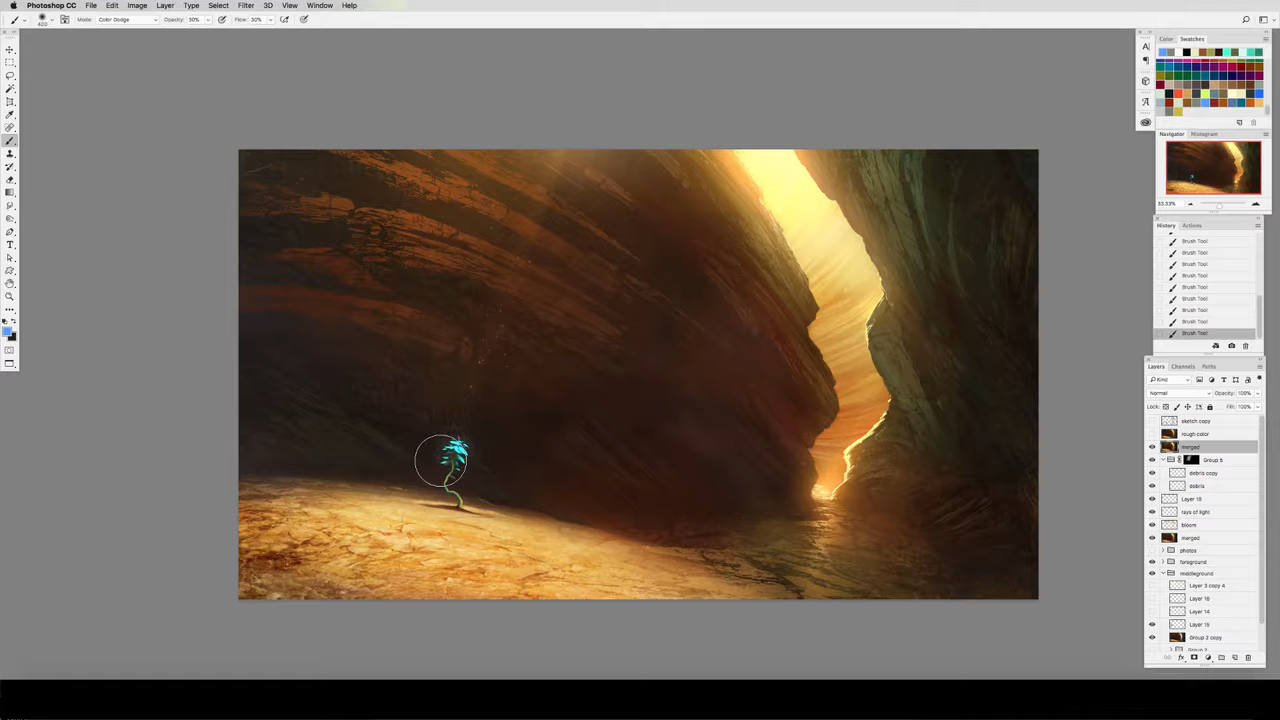 Photoshop CC File Edit Image Layer Type Select Filter 3D View Window Help
400 Mode: Color Dodge Opacity: 30% Flow: 30%
Color Swatches
Navigator Histogram
33.33%
History Actions
Brush Tool
Brush Tool
Brush Tool
Brush Tool
Brush Tool
Brush Tool
Brush Tool
Brush Tool
Brush Tool
Layers Channels Paths
Kind
Normal Opacity: 100%
Lock: Fill: 100%
sketch copy
rough color
merged
Group 5
debris copy
debris
Layer 18
rays of light
bloom
merged
photos
foreground
middleground
Layer 3 copy 4
Layer 16
Layer 14
Layer 15
Group 2 copy
Group 2